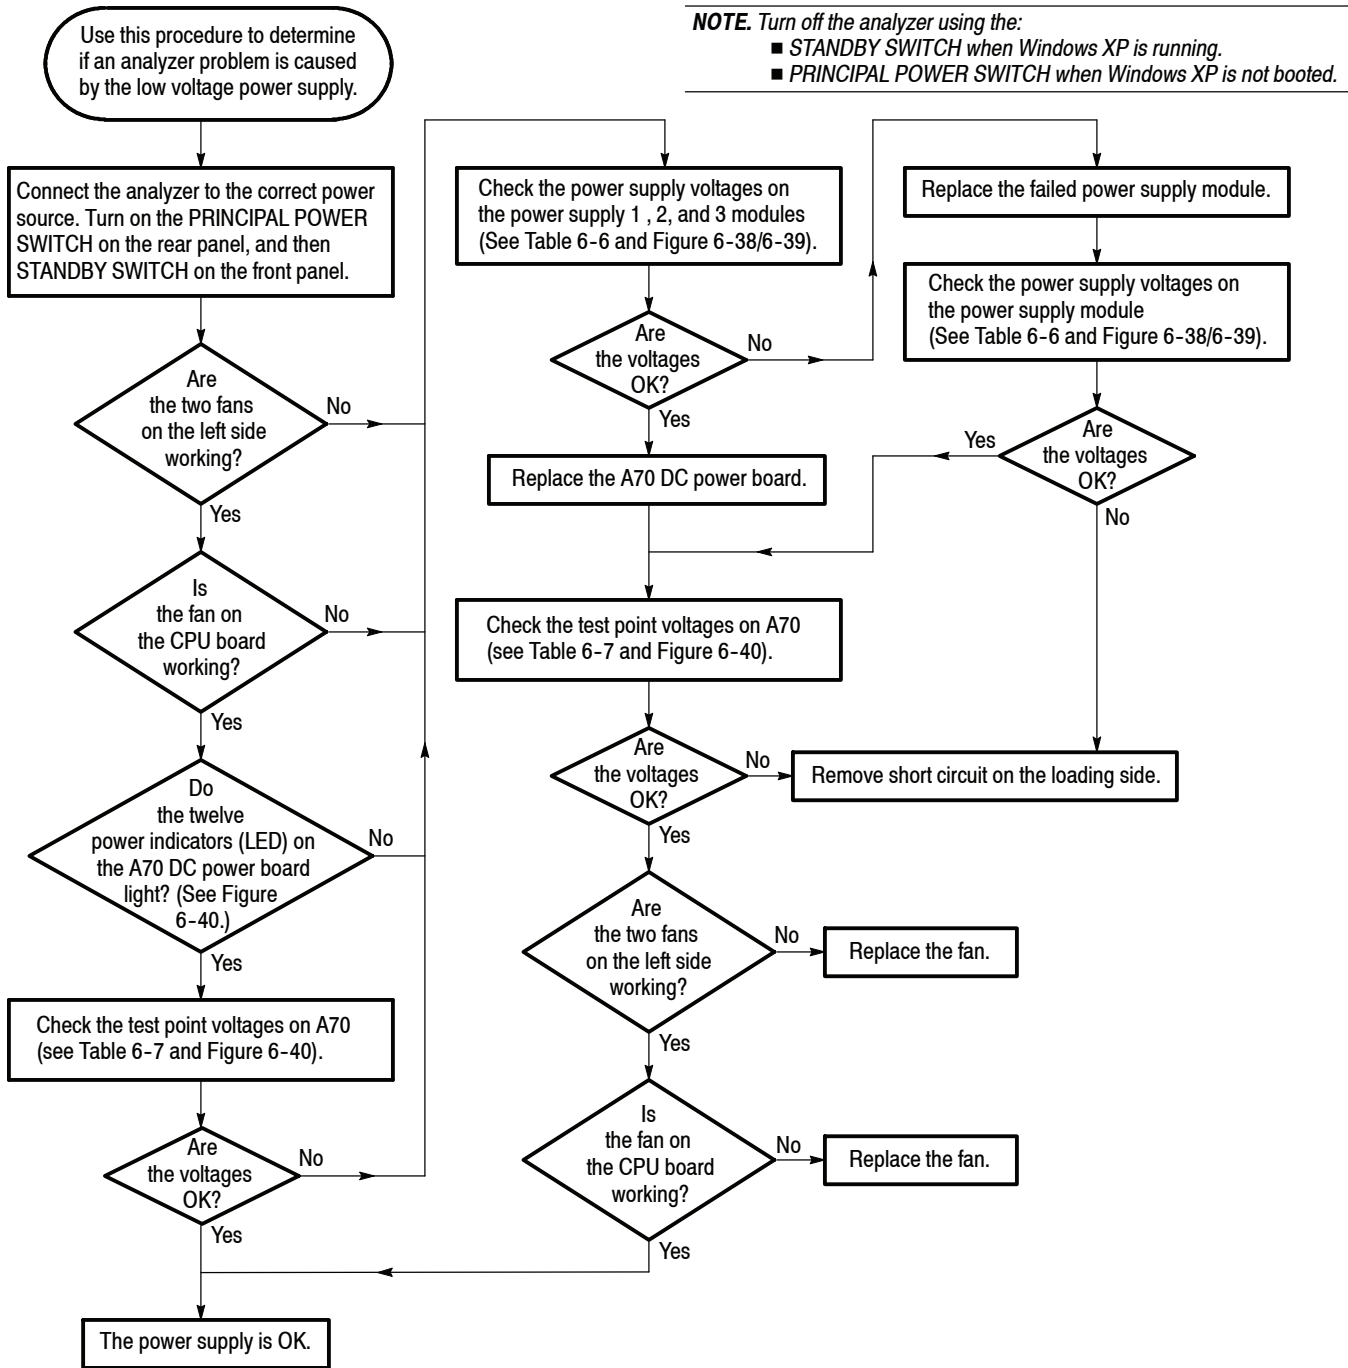 Use this procedure to determine
if an analyzer problem is caused
by the low voltage power supply.
NOTE. Turn off the analyzer using the:
■ STANDBY SWITCH when Windows XP is running.
■ PRINCIPAL POWER SWITCH when Windows XP is not booted.
Connect the analyzer to the correct power
source. Turn on the PRINCIPAL POWER
SWITCH on the rear panel, and then
STANDBY SWITCH on the front panel.
Are
the two fans
on the left side
working?
No
Yes
Is
the fan on
the CPU board
working?
No
Yes
Do
the twelve
power indicators (LED) on
the A70 DC power board
light? (See Figure
6-40.)
No
Yes
Check the test point voltages on A70
(see Table 6-7 and Figure 6-40).
Are
the voltages
OK?
No
Yes
The power supply is OK.
Check the power supply voltages on
the power supply 1 , 2, and 3 modules
(See Table 6-6 and Figure 6-38/6-39).
Are
the voltages
OK?
No
Yes
Replace the A70 DC power board.
Check the test point voltages on A70
(see Table 6-7 and Figure 6-40).
Are
the voltages
OK?
No
Yes
Are
the two fans
on the left side
working?
No
Replace the fan.
Yes
Is
the fan on
the CPU board
working?
No
Replace the fan.
Yes
Replace the failed power supply module.
Check the power supply voltages on
the power supply module
(See Table 6-6 and Figure 6-38/6-39).
Are
the voltages
OK?
Yes
No
Remove short circuit on the loading side.